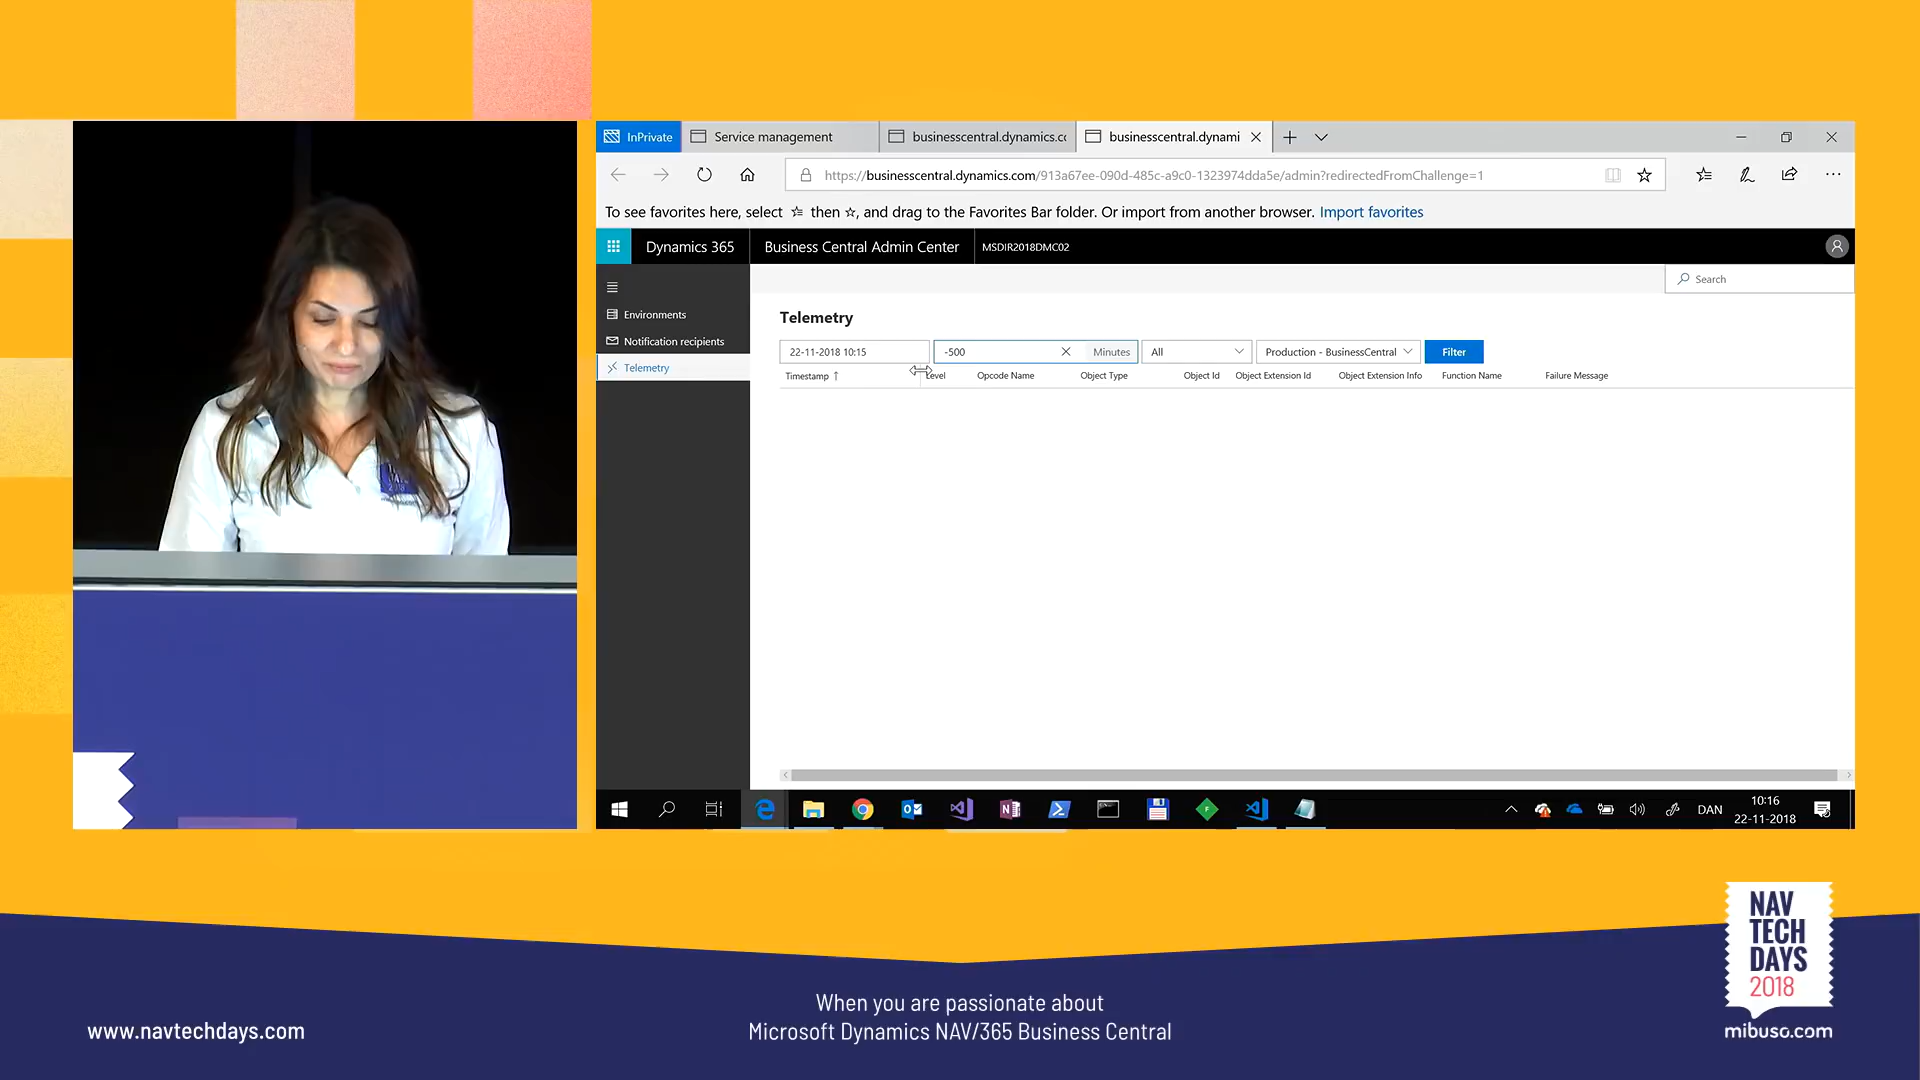 InPrivate
Service management
businesscentral.dynamics.cc
businesscentral.dynami
https://businesscentral.dynamics.com/913a67ee-090d-485c-a9c0-1323974dda5e/admin?redirectedFromChallenge=1
To see favorites here, select then , and drag to the Favorites Bar folder. Or import from another browser. Import favorites
Dynamics 365
Business Central Admin Center
MSDIR2018DMC02
Search
Environments
Notification recipients
Telemetry
Telemetry
22-11-2018 10:15
-500
Minutes
All
Production - BusinessCentral
Filter
Timestamp ↑
Level
Opcode Name
Object Type
Object Id
Object Extension Id
Object Extension Info
Function Name
Failure Message
DAN
10:16
22-11-2018
NAV
TECH
DAYS
2018
mibuso.com
www.navtechdays.com
When you are passionate about
Microsoft Dynamics NAV/365 Business Central